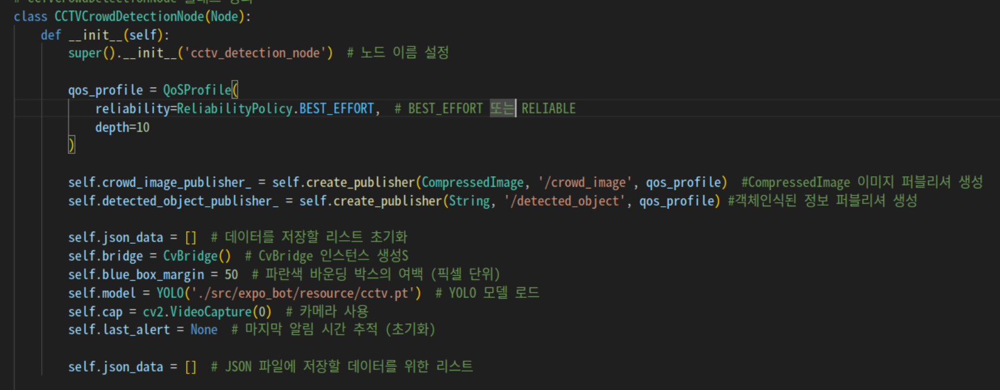 class CCTVCrowdDetectionNode(Node):
def __init__(self):
super().__init__('cctv_detection_node')  # 노드 이름 설정
qos_profile = QoSProfile(
reliability=ReliabilityPolicy.BEST_EFFORT,  # BEST_EFFORT 또는 RELIABLE
depth=10
)
self.crowd_image_publisher_ = self.create_publisher(CompressedImage, '/crowd_image', qos_profile)  #CompressedImage 이미지 퍼블리셔 생성
self.detected_object_publisher_ = self.create_publisher(String, '/detected_object', qos_profile) #객체인식된 정보 퍼블리셔 생성
self.json_data = []  # 데이터를 저장할 리스트 초기화
self.bridge = CvBridge()  # CvBridge 인스턴스 생성S
self.blue_box_margin = 50  # 파란색 바운딩 박스의 여백 (픽셀 단위)
self.model = YOLO('./src/expo_bot/resource/cctv.pt')  # YOLO 모델 로드
self.cap = cv2.VideoCapture(0)  # 카메라 사용
self.last_alert = None  # 마지막 알림 시간 추적 (초기화)
self.json_data = []  # JSON 파일에 저장할 데이터를 위한 리스트